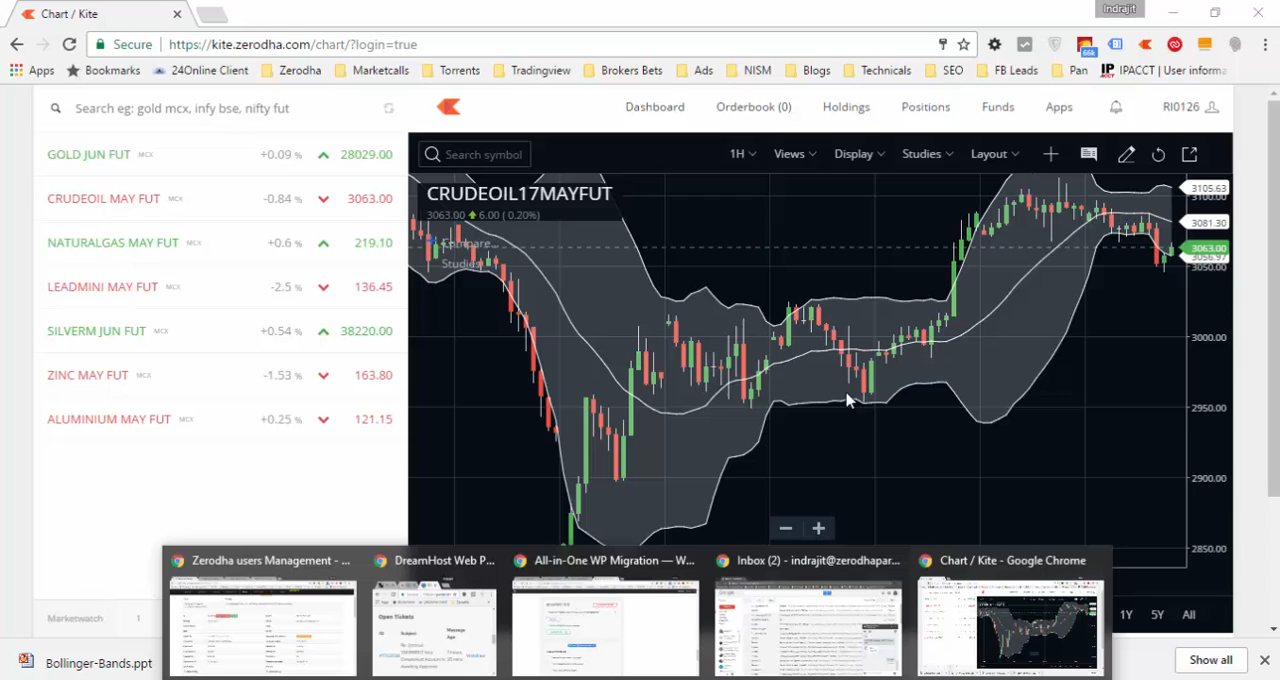 Chart / Kite
Indrajit
Secure https://kite.zerodha.com/chart/?login=true
66k
Apps Bookmarks 24Online Client Zerodha Marketcalls Torrents Tradingview Brokers Bets Ads NISM Blogs Technicals SEO FB Leads Pan IPACCT | User informa
Search eg: gold mcx, infy bse, nifty fut
Dashboard Orderbook (0) Holdings Positions Funds Apps RI0126
GOLD JUN FUT MCX +0.09 % 28029.00
CRUDEOIL MAY FUT MCX -0.84 % 3063.00
NATURALGAS MAY FUT MCX +0.6 % 219.10
LEADMINI MAY FUT MCX -2.5 % 136.45
SILVERM JUN FUT MCX +0.54 % 38220.00
ZINC MAY FUT MCX -1.53 % 163.80
ALUMINIUM MAY FUT MCX +0.25 % 121.15
Search symbol 1H Views Display Studies Layout
CRUDEOIL17MAYFUT
3063.00 6.00 (0.20%)
Compare...
Studies
3105.63
3100.00
3081.30
3063.00
3056.97
3050.00
3000.00
2950.00
2900.00
2850.00
1Y 5Y All
Marketwatch 1
Zerodha users Management - ...
DreamHost Web P...
All-in-One WP Migration — W...
Inbox (2) - indrajit@zerodhapar...
Chart / Kite - Google Chrome
Open Tickets
Bollinger-Bands.ppt
Show all